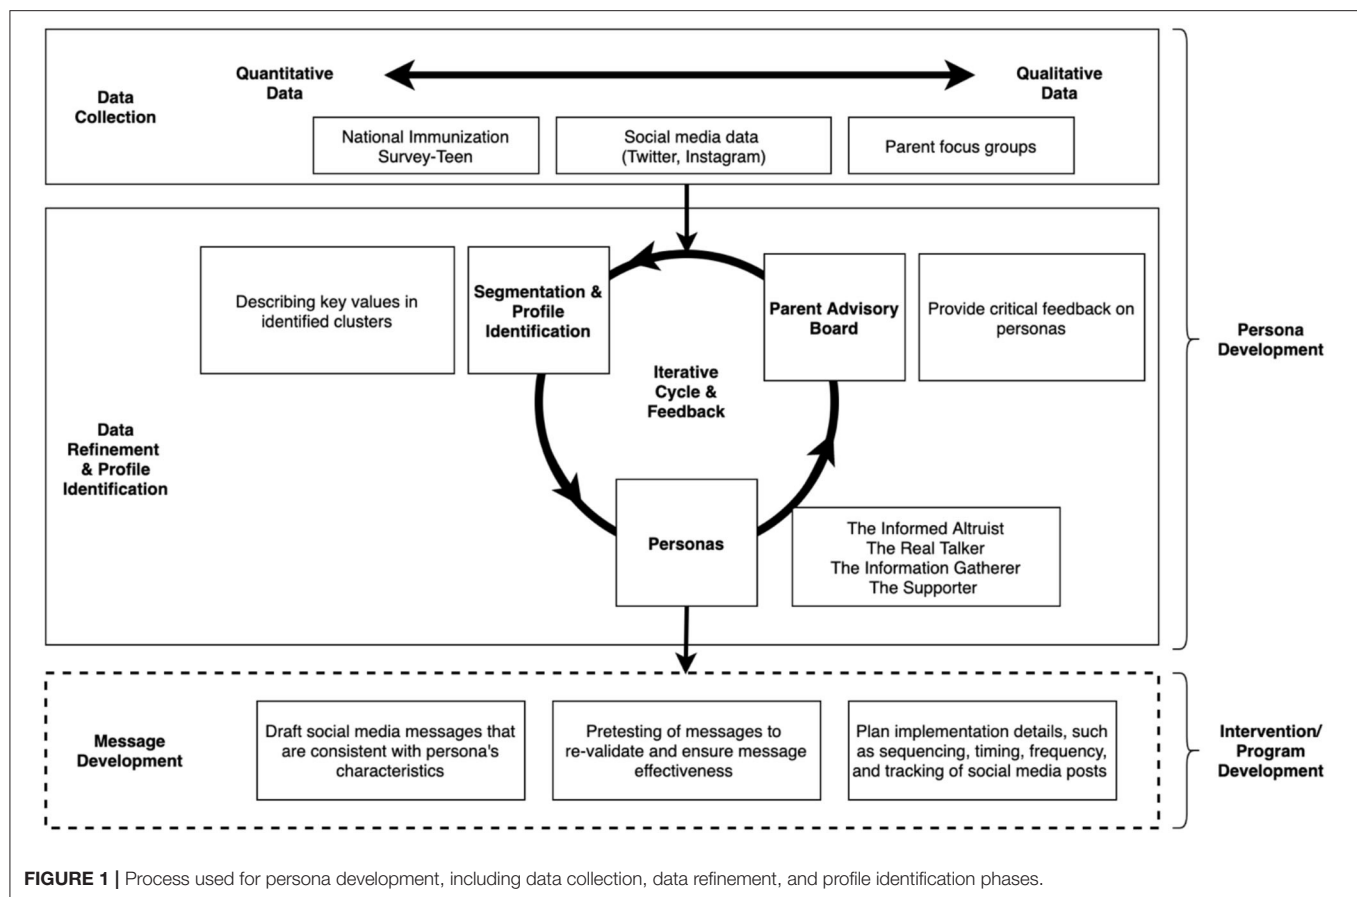 Quantitative
Data
Qualitative
Data
Data
Collection
National Immunization
Survey-Teen
Social media data
(Twitter, Instagram)
Parent focus groups
Describing key values in
identified clusters
Segmentation &
Profile
Identification
Parent Advisory
Board
Provide critical feedback on
personas
Persona
Development
Iterative
Cycle &
Feedback
Data
Refinement
& Profile
Identification
Personas
The Informed Altruist
The Real Talker
The Information Gatherer
The Supporter
Message
Development
Draft social media messages that
are consistent with persona's
characteristics
Pretesting of messages to
re-validate and ensure message
effectiveness
Plan implementation details, such
as sequencing, timing, frequency,
and tracking of social media posts
Intervention/
Program
Development
FIGURE 1 | Process used for persona development, including data collection, data refinement, and profile identification phases.